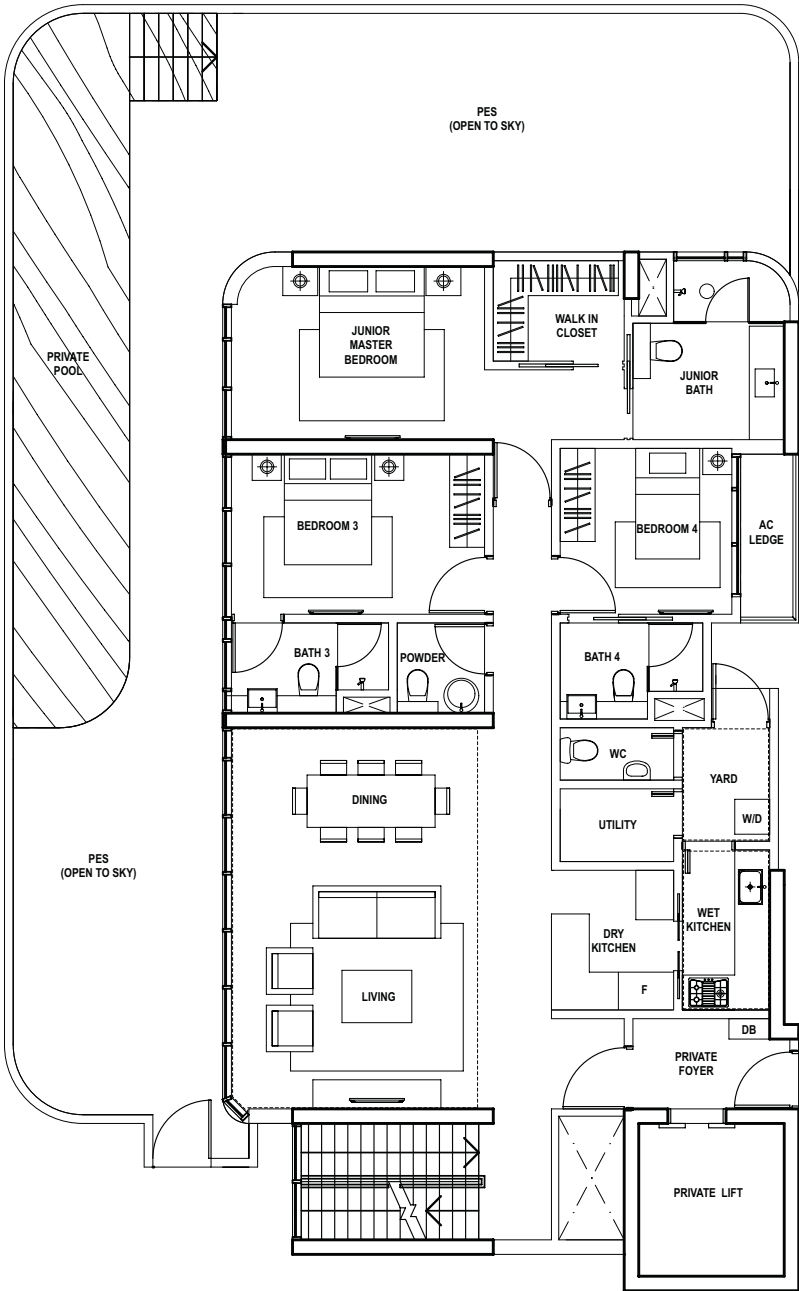 PES
(OPEN TO SKY)
JUNIOR
MASTER
BEDROOM
WALK IN
CLOSET
PRIVATE
POOL
JUNIOR
BATH
BEDROOM 3
BEDROOM 4
AC
LEDGE
BATH 3
POWDER
BATH 4
WC
YARD
DINING
UTILITY
W/D
PES
(OPEN TO SKY)
WET
KITCHEN
DRY
KITCHEN
LIVING
F
DB
PRIVATE
FOYER
PRIVATE LIFT